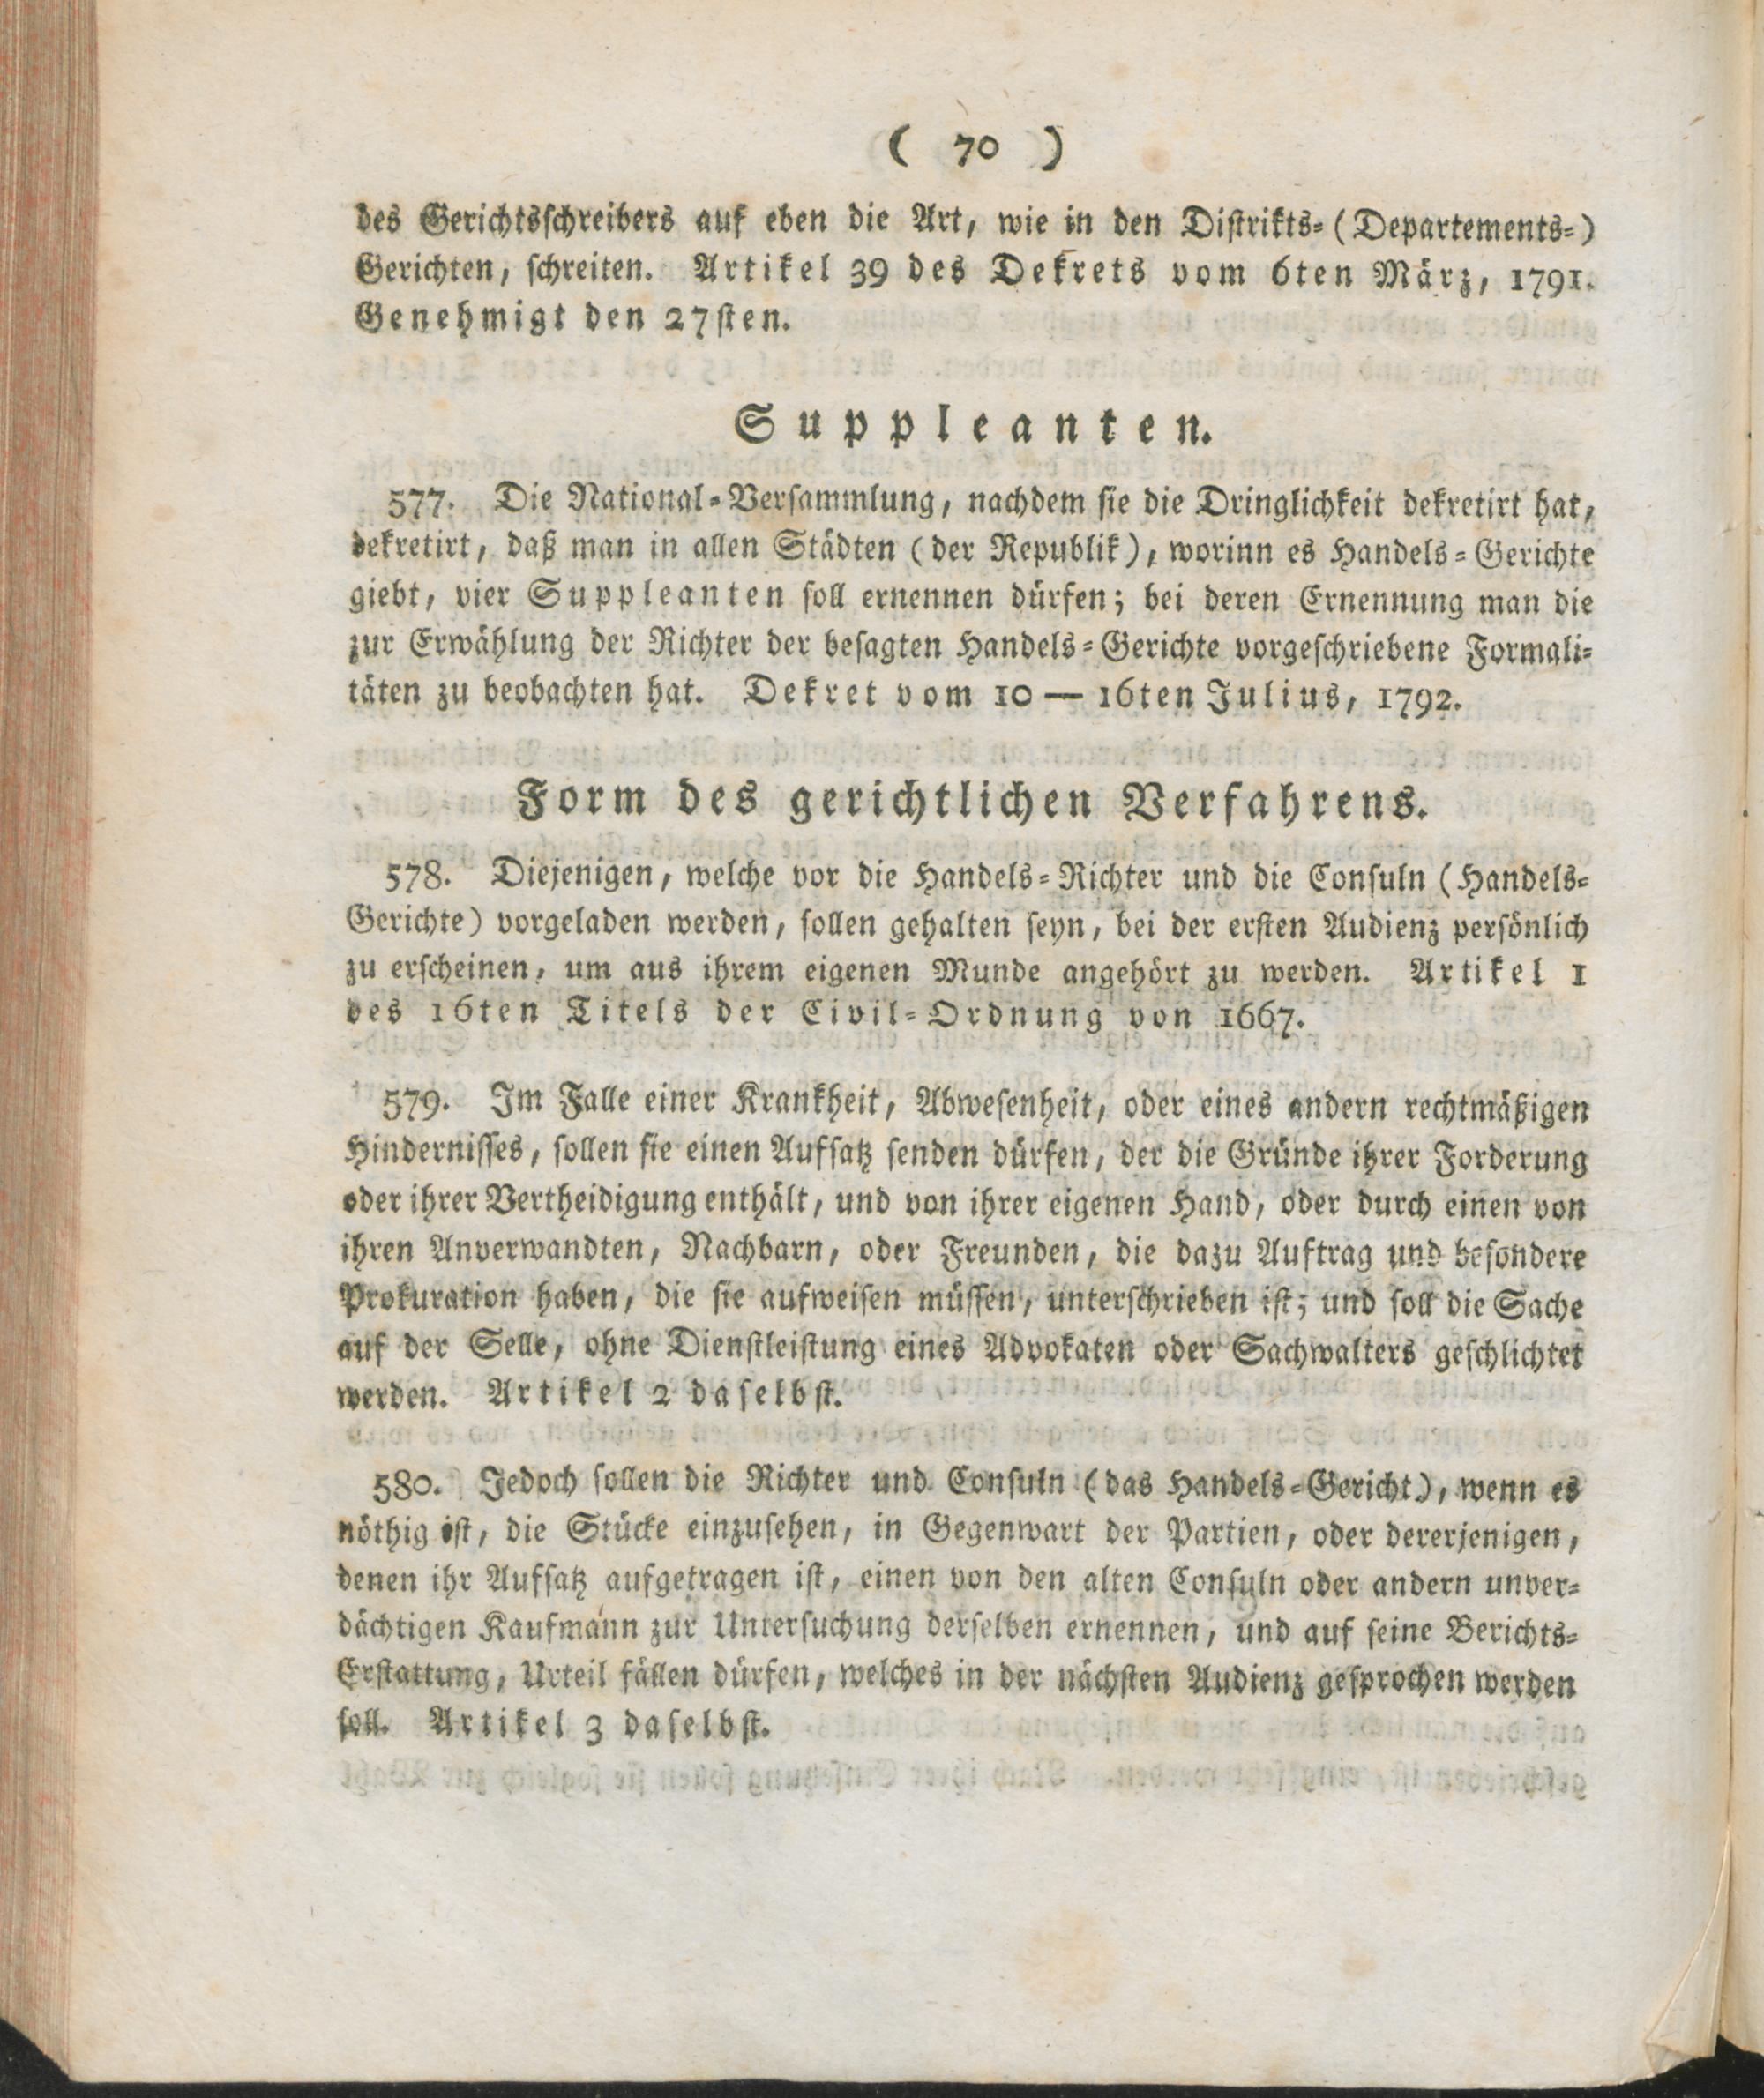 ( 70 )
des Gerichtsschreibers auf eben die Art, wie in den Distrikts-(Departements-)
Gerichten, schreiten. Artikel 39 des Dekrets vom 6ten März, 1791.
Genehmigt den 27sten.
Suppleanten.
577. Die National-Versammlung, nachdem sie die Dringlichkeit dekretirt hat,
dekretirt, daß man in allen Städten (der Republik), worinn es Handels-Gerichte
giebt, vier Suppleanten soll ernennen dürfen; bei deren Ernennung man die
zur Erwählung der Richter der besagten Handels-Gerichte vorgeschriebene Formali-
täten zu beobachten hat. Dekret vom 10 — 16ten Julius, 1792.
Form des gerichtlichen Verfahrens.
578. Diejenigen, welche vor die Handels-Richter und die Consuln (Handels-
Gerichte) vorgeladen werden, sollen gehalten seyn, bei der ersten Audienz persönlich
zu erscheinen, um aus ihrem eigenen Munde angehört zu werden. Artikel 1
des 16ten Titels der Civil-Ordnung von 1667.
579. Im Falle einer Krankheit, Abwesenheit, oder eines andern rechtmäßigen
Hindernisses, sollen sie einen Aufsatz senden dürfen, der die Gründe ihrer Forderung
oder ihrer Vertheidigung enthält, und von ihrer eigenen Hand, oder durch einen von
ihren Anverwandten, Nachbarn, oder Freunden, die dazu Auftrag und besondere
Prokuration haben, die sie aufweisen müssen, unterschrieben ist; und soll die Sache
auf der Selle, ohne Dienstleistung eines Advokaten oder Sachwalters geschlichtet
werden. Artikel 2 daselbst.
580. Jedoch sollen die Richter und Consuln (das Handels-Gericht), wenn es
nöthig ist, die Stücke einzusehen, in Gegenwart der Partien, oder dererjenigen,
denen ihr Aufsatz aufgetragen ist, einen von den alten Consuln oder andern unver-
dächtigen Kaufmann zur Untersuchung derselben ernennen, und auf seine Berichts-
Erstattung, Urteil fällen dürfen, welches in der nächsten Audienz gesprochen werden
soll. Artikel 3 daselbst.